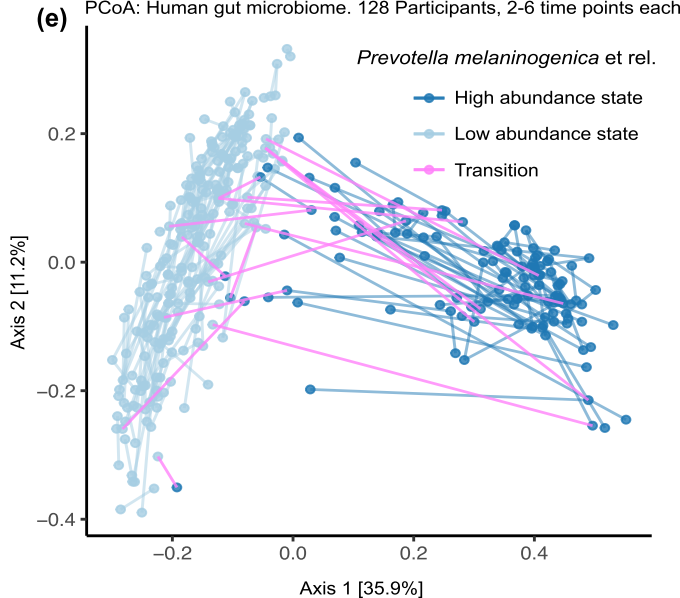 (e) PCoA: Human gut microbiome. 128 Participants, 2-6 time points each
Prevotella melaninogenica et rel.
High abundance state
Low abundance state
Transition
0.2
0.0
−0.2
−0.4
Axis 2 [11.2%]
−0.2 0.0 0.2 0.4
Axis 1 [35.9%]